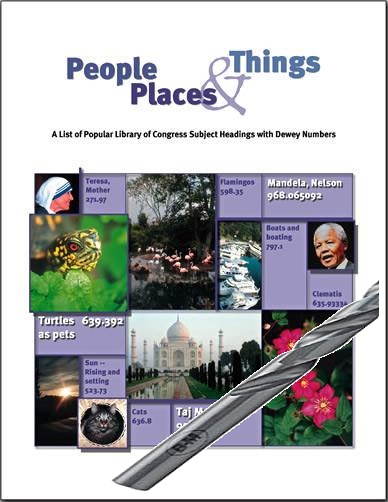 People
Places
&
Things
A List of Popular Library of Congress Subject Headings with Dewey Numbers
Teresa,
Mother
271.97
Flamingos
598.35
Mandela, Nelson
968.065092
Boats and
boating
797.1
Clematis
Turtles 639.392
as pets
Sun --
Rising and
setting
523.73
Cats
636.8
Taj